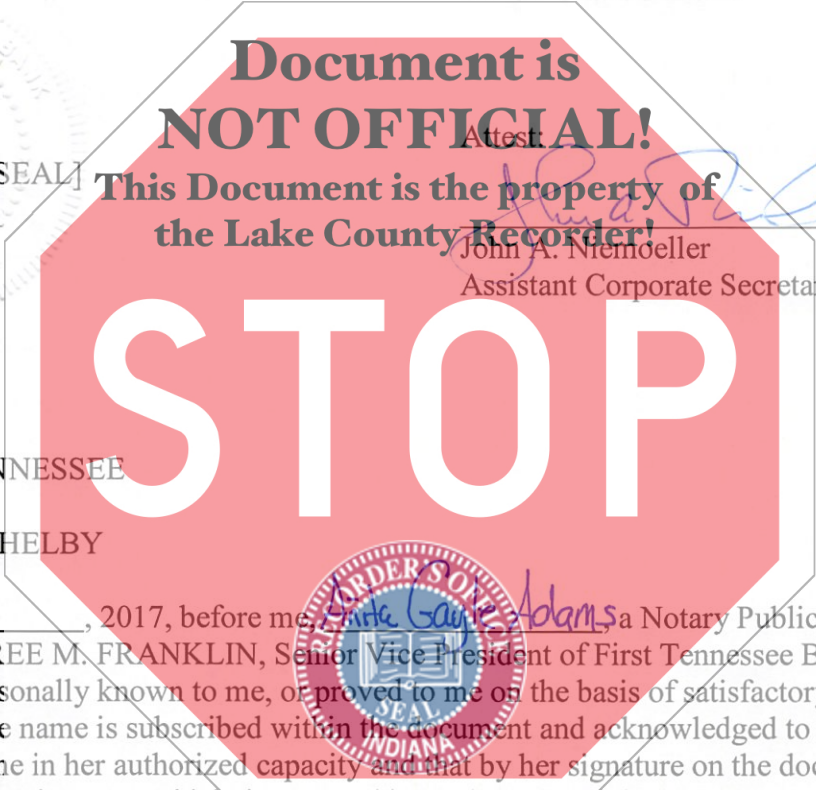 Document is
NOT OFFICIAL!
Attest:
SEAL]
This Document is the property of
the Lake County Recorder!
John A. Niemoeller
Assistant Corporate Secretar
STOP
NNESSEE
HELBY
, 2017, before me, Anita Gayle Adams, a Notary Public
REE M. FRANKLIN, Senior Vice President of First Tennessee B
sonally known to me, or proved to me on the basis of satisfactory
e name is subscribed within the document and acknowledged to
ne in her authorized capacity and that by her signature on the doc
RECORDER'S OFFICE
SEAL
INDIANA